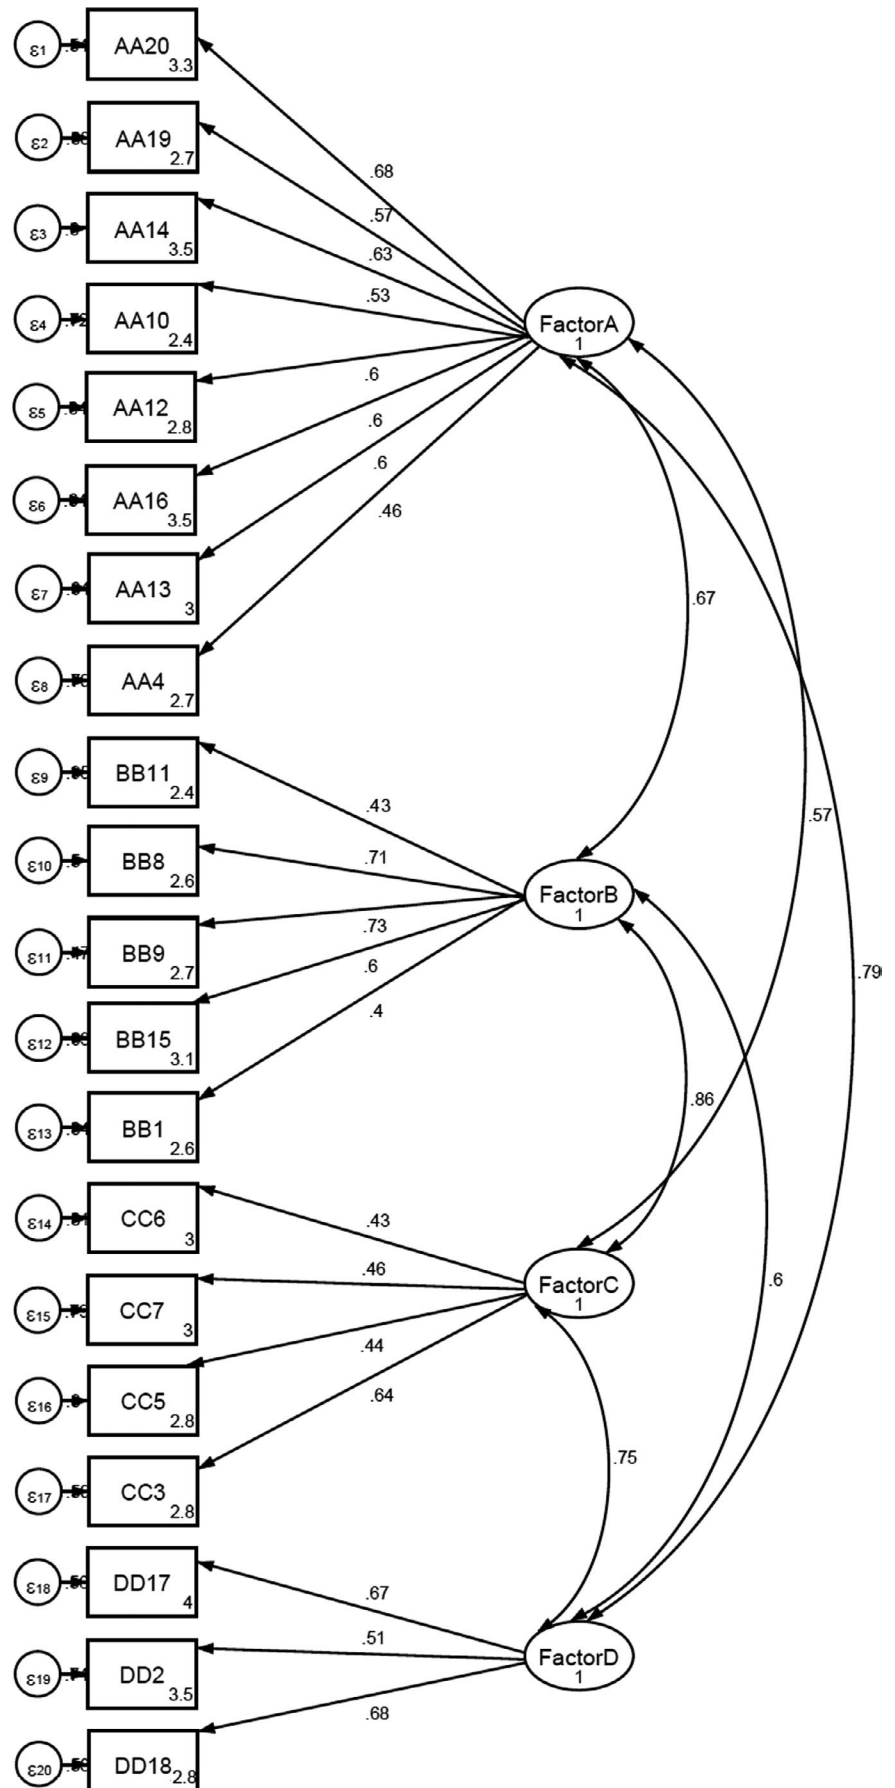 ε1 AA20 3.3
.68
ε2 AA19 2.7
.57
ε3 AA14 3.5
.63
ε4 AA10 2.4
.53
FactorA
1
ε5 AA12 2.8
.6
ε6 AA16 3.5
.6
ε7 AA13 3
.6
ε8 AA4 2.7
.46
.67
ε9 BB11 2.4
.43
.57
ε10 BB8 2.6
.71
FactorB
1
ε11 BB9 2.7
.73
.79
ε12 BB15 3.1
.6
ε13 BB1 2.6
.4
.86
ε14 CC6 3
.43
FactorC
1
.6
ε15 CC7 3
.46
ε16 CC5 2.8
.44
ε17 CC3 2.8
.64
.75
ε18 DD17 4
.67
ε19 DD2 3.5
.51
FactorD
1
ε20 DD18 2.8
.68